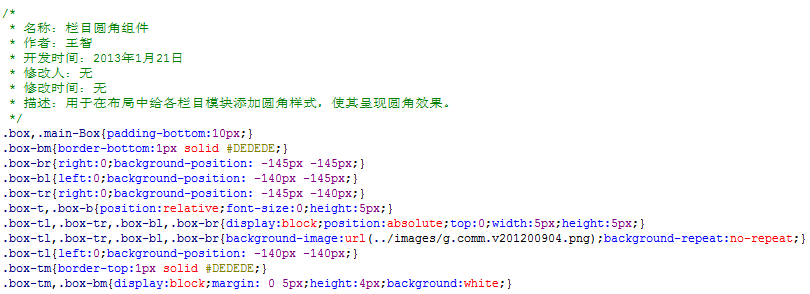 /*
 * 名称：栏目圆角组件
 * 作者：王智
 * 开发时间：2013年1月21日
 * 修改人：无
 * 修改时间：无
 * 描述：用于在布局中给各栏目模块添加圆角样式，使其呈现圆角效果。
 */
.box,.main-Box{padding-bottom:10px;}
.box-bm{border-bottom:1px solid #DEDEDE;}
.box-br{right:0;background-position: -145px -145px;}
.box-bl{left:0;background-position: -140px -145px;}
.box-tr{right:0;background-position: -145px -140px;}
.box-t,.box-b{position:relative;font-size:0;height:5px;}
.box-tl,.box-tr,.box-bl,.box-br{display:block;position:absolute;top:0;width:5px;height:5px;}
.box-tl,.box-tr,.box-bl,.box-br{background-image:url(../images/g.comm.v201200904.png);background-repeat:no-repeat;}
.box-tl{left:0;background-position: -140px -140px;}
.box-tm{border-top:1px solid #DEDEDE;}
.box-tm,.box-bm{display:block;margin: 0 5px;height:4px;background:white;}